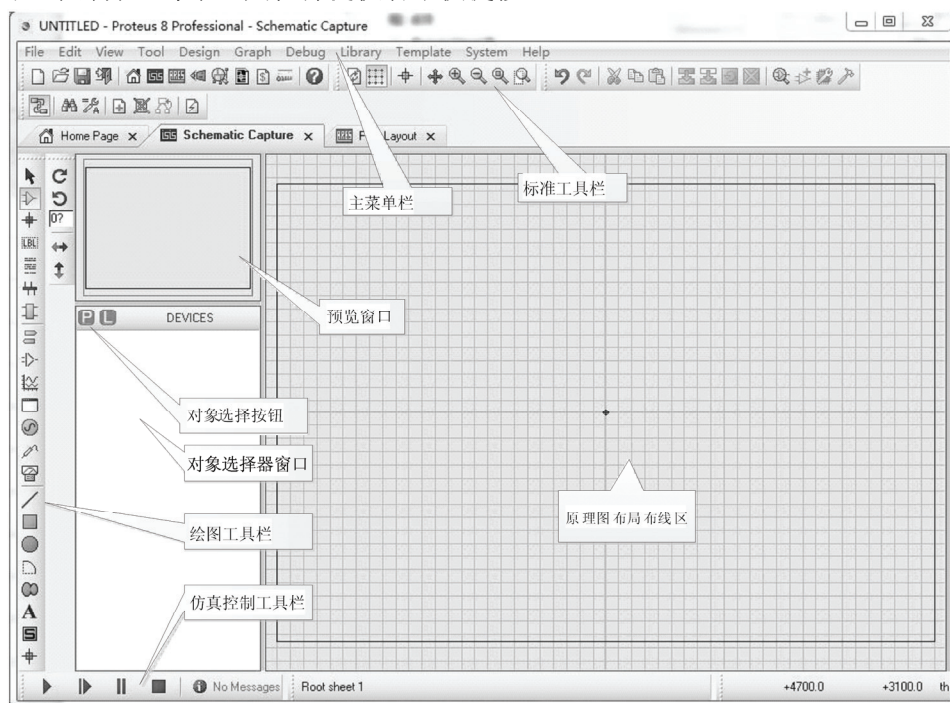 UNTITLED - Proteus 8 Professional - Schematic Capture
File Edit View Tool Design Graph Debug Library Template System Help
Home Page Schematic Capture Layout
主菜单栏
标准工具栏
0?
LBL
预览窗口
P L DEVICES
对象选择按钮
对象选择器窗口
原理图布局布线区
绘图工具栏
仿真控制工具栏
A
S
No Messages Root sheet 1 +4700.0 +3100.0 th